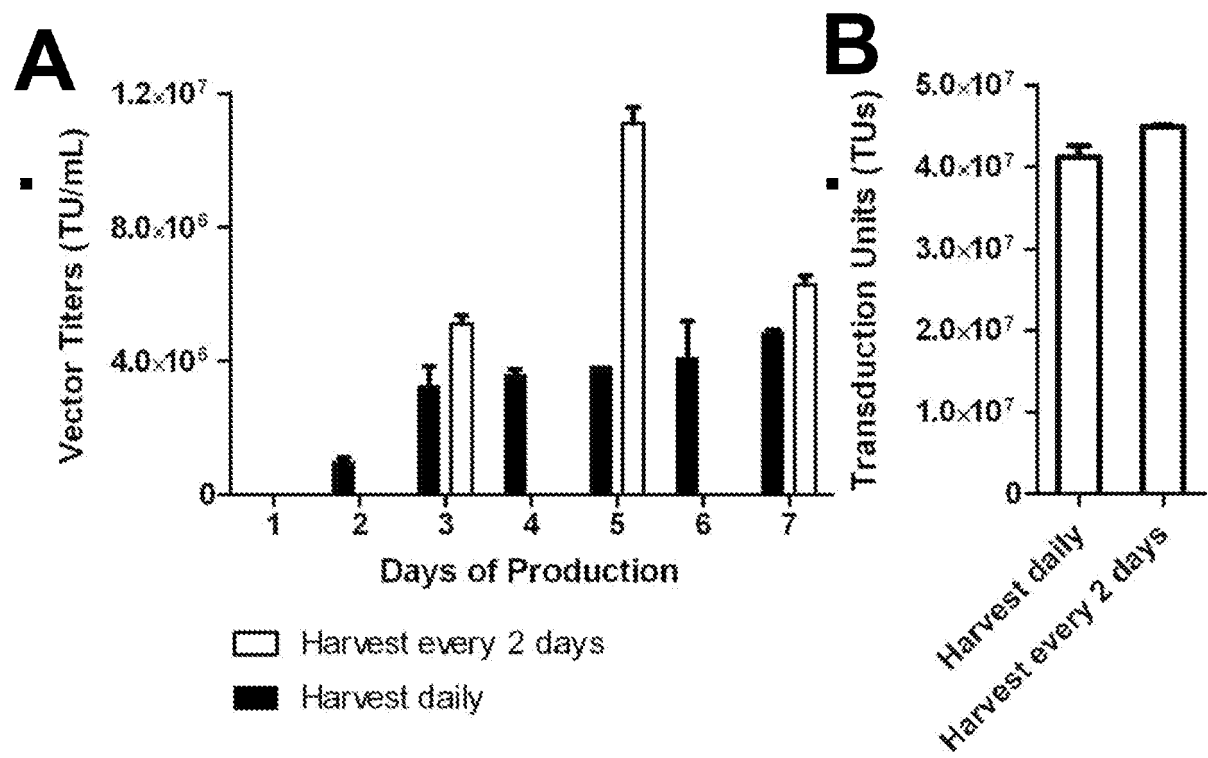 A
B
Vector Titers (TU/mL)
1.2×10⁷
8.0×10⁶
4.0×10⁶
0
1 2 3 4 5 6 7
Days of Production
Harvest every 2 days
Harvest daily
Transduction Units (TUs)
5.0×10⁷
4.0×10⁷
3.0×10⁷
2.0×10⁷
1.0×10⁷
0
Harvest daily
Harvest every 2 days